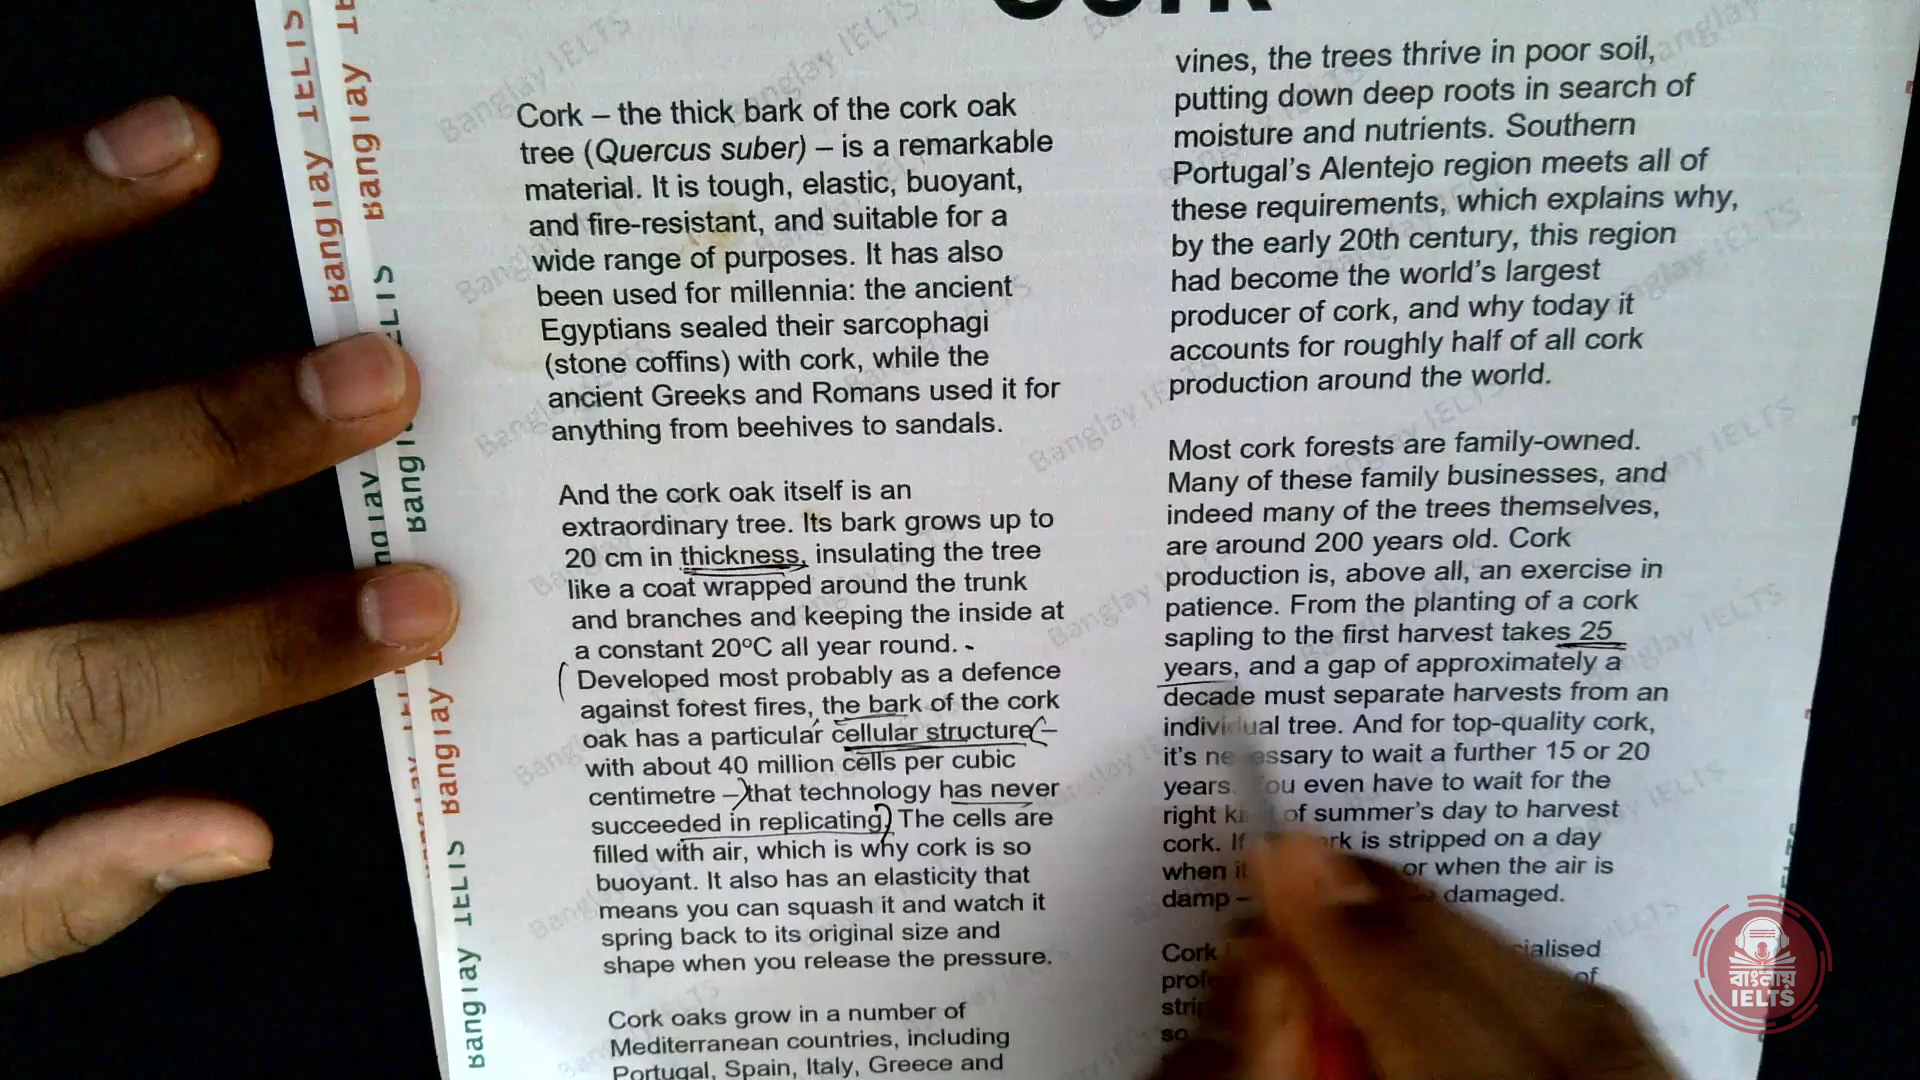 Cork
Cork – the thick bark of the cork oak
tree (Quercus suber) – is a remarkable
material. It is tough, elastic, buoyant,
and fire-resistant, and suitable for a
wide range of purposes. It has also
been used for millennia: the ancient
Egyptians sealed their sarcophagi
(stone coffins) with cork, while the
ancient Greeks and Romans used it for
anything from beehives to sandals.
And the cork oak itself is an
extraordinary tree. Its bark grows up to
20 cm in thickness, insulating the tree
like a coat wrapped around the trunk
and branches and keeping the inside at
a constant 20ºC all year round.
Developed most probably as a defence
against forest fires, the bark of the cork
oak has a particular cellular structure –
with about 40 million cells per cubic
centimetre – that technology has never
succeeded in replicating. The cells are
filled with air, which is why cork is so
buoyant. It also has an elasticity that
means you can squash it and watch it
spring back to its original size and
shape when you release the pressure.
Cork oaks grow in a number of
Mediterranean countries, including
Portugal, Spain, Italy, Greece and
vines, the trees thrive in poor soil,
putting down deep roots in search of
moisture and nutrients. Southern
Portugal's Alentejo region meets all of
these requirements, which explains why,
by the early 20th century, this region
had become the world's largest
producer of cork, and why today it
accounts for roughly half of all cork
production around the world.
Most cork forests are family-owned.
Many of these family businesses, and
indeed many of the trees themselves,
are around 200 years old. Cork
production is, above all, an exercise in
patience. From the planting of a cork
sapling to the first harvest takes 25
years, and a gap of approximately a
decade must separate harvests from an
individual tree. And for top-quality cork,
it's necessary to wait a further 15 or 20
years. You even have to wait for the
right of summer's day to harvest
cork. If is stripped on a day
when or when the air is
damp – damaged.
Cork
of
Banglay IELTS
Banglay IELTS
Banglay IELTS
Banglay IELTS
বাংলায়
IELTS